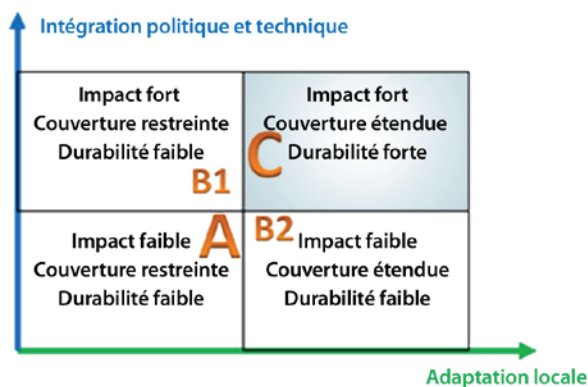 Intégration politique et technique
Impact fort
Couverture restreinte
Durabilité faible
B1
Impact fort
Couverture étendue
Durabilité forte
C
Impact faible
Couverture restreinte
Durabilité faible
A
B2
Impact faible
Couverture étendue
Durabilité faible
Adaptation locale